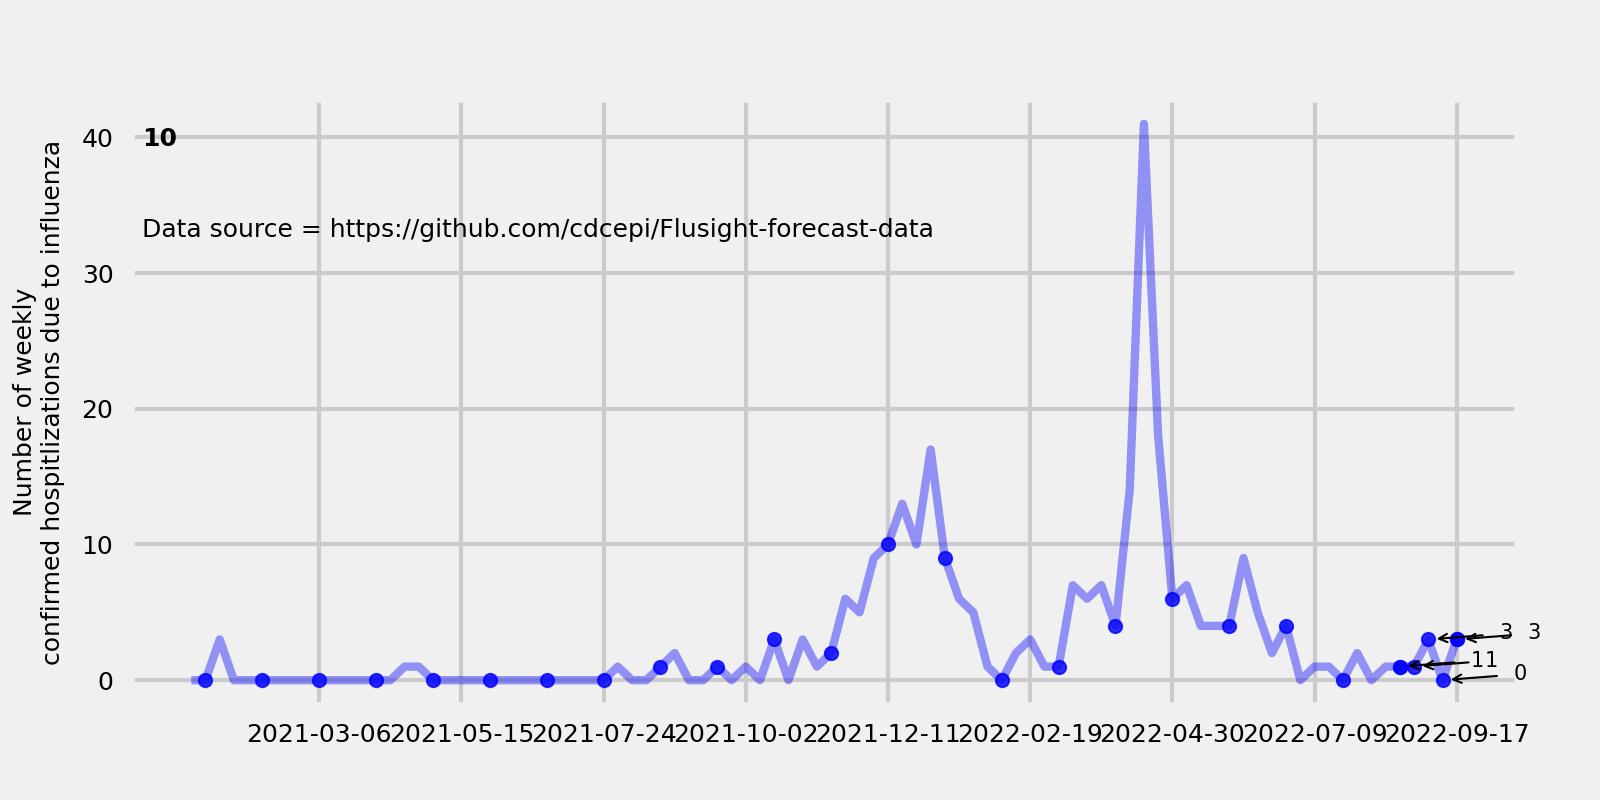 40
10
Data source = https://github.com/cdcepi/Flusight-forecast-data
30
20
10
0
Number of weekly
confirmed hospitlizations due to influenza
3 3
11
0
2021-03-06 2021-05-15 2021-07-24 2021-10-02 2021-12-11 2022-02-19 2022-04-30 2022-07-09 2022-09-17